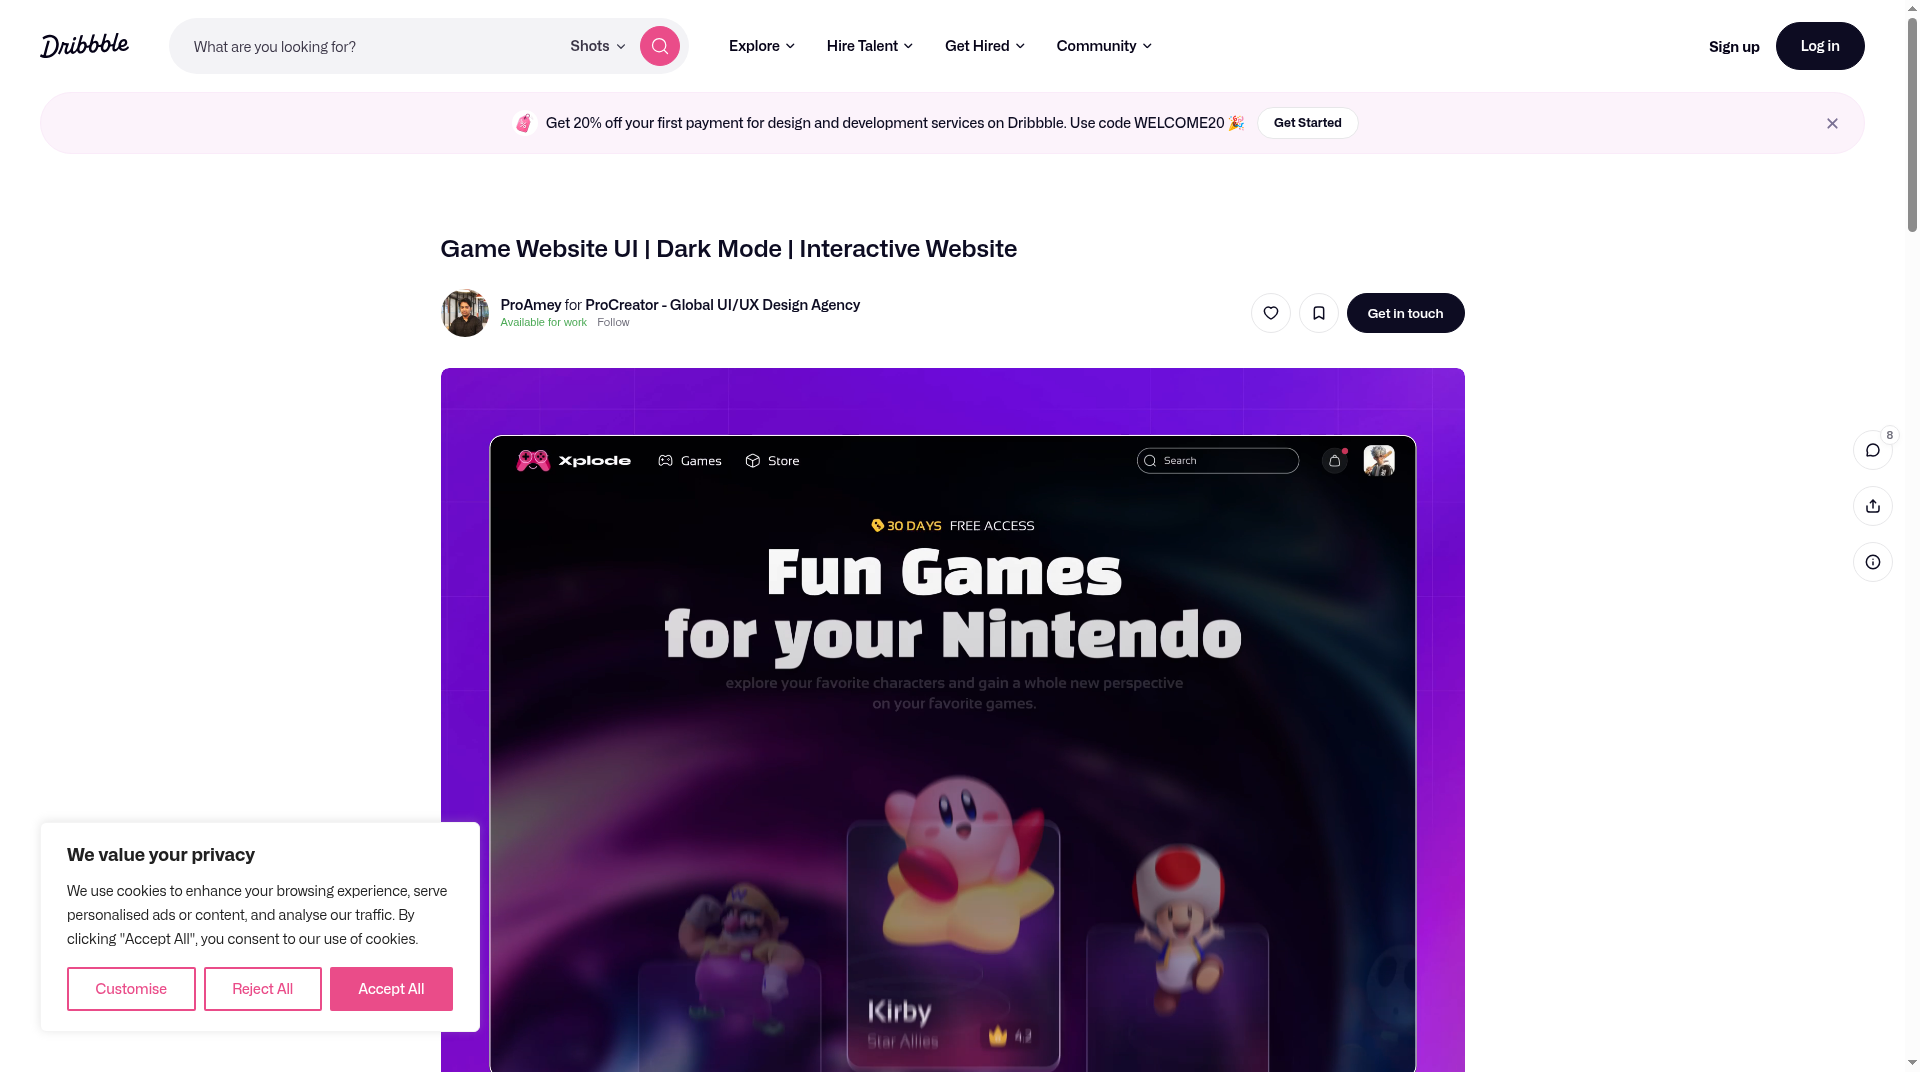 Dribbble
What are you looking for?
Shots
Explore
Hire Talent
Get Hired
Community
Sign up
Log in
Get 20% off your first payment for design and development services on Dribbble. Use code WELCOME20 🎉
Get Started
Game Website UI | Dark Mode | Interactive Website
ProAmey for ProCreator - Global UI/UX Design Agency
Available for work Follow
Get in touch
8
Xplode
Games
Store
Search
30 DAYS FREE ACCESS
Fun Games
for your Nintendo
explore your favorite characters and gain a whole new perspective
on your favorite games.
Kirby
Star Allies
4.2
We value your privacy
We use cookies to enhance your browsing experience, serve
personalised ads or content, and analyse our traffic. By
clicking "Accept All", you consent to our use of cookies.
Customise
Reject All
Accept All